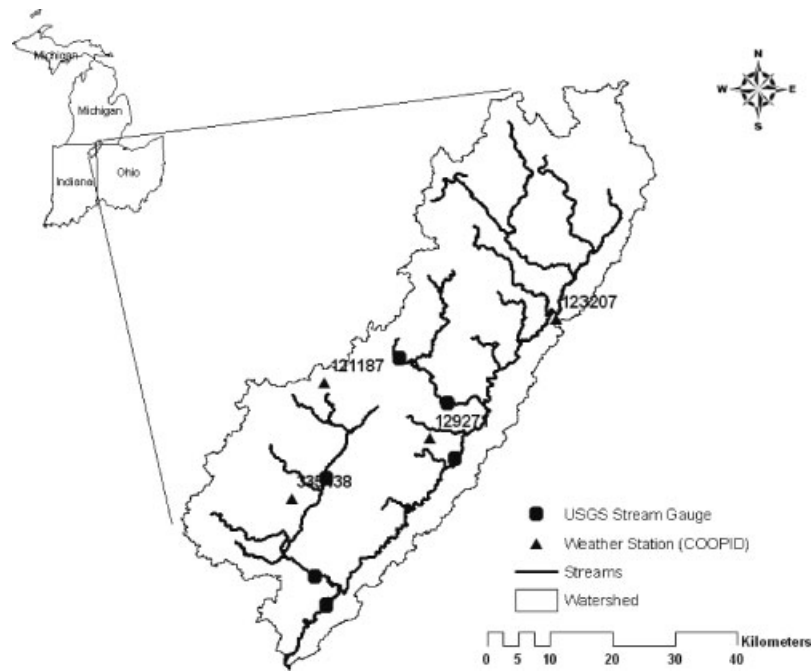 Michigan
N
W E
S
Michigan
Indiana
Ohio
123207
121187
129271
USGS Stream Gauge
Weather Station (COOPID)
Streams
Watershed
Kilometers
0 5 10 20 30 40